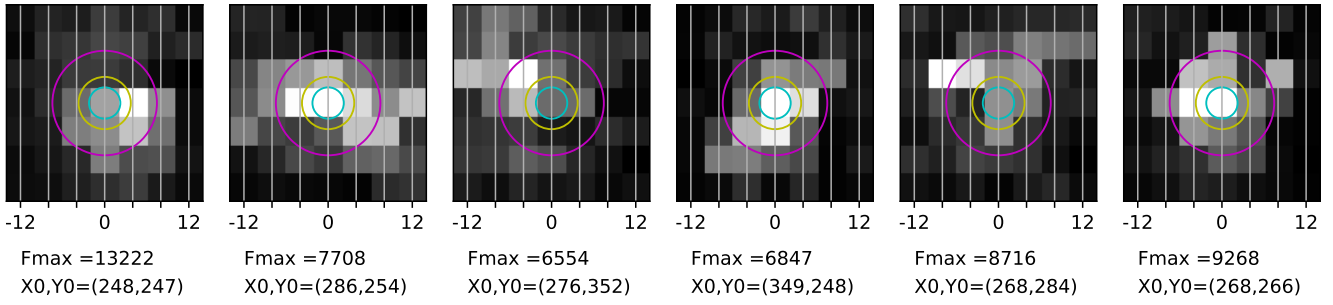 -12 0 12 -12 0 12 -12 0 12 -12 0 12 -12 0 12 -12 0 12
Fmax =13222 Fmax =7708 Fmax =6554 Fmax =6847 Fmax =8716 Fmax =9268
X0,Y0=(248,247) X0,Y0=(286,254) X0,Y0=(276,352) X0,Y0=(349,248) X0,Y0=(268,284) X0,Y0=(268,266)